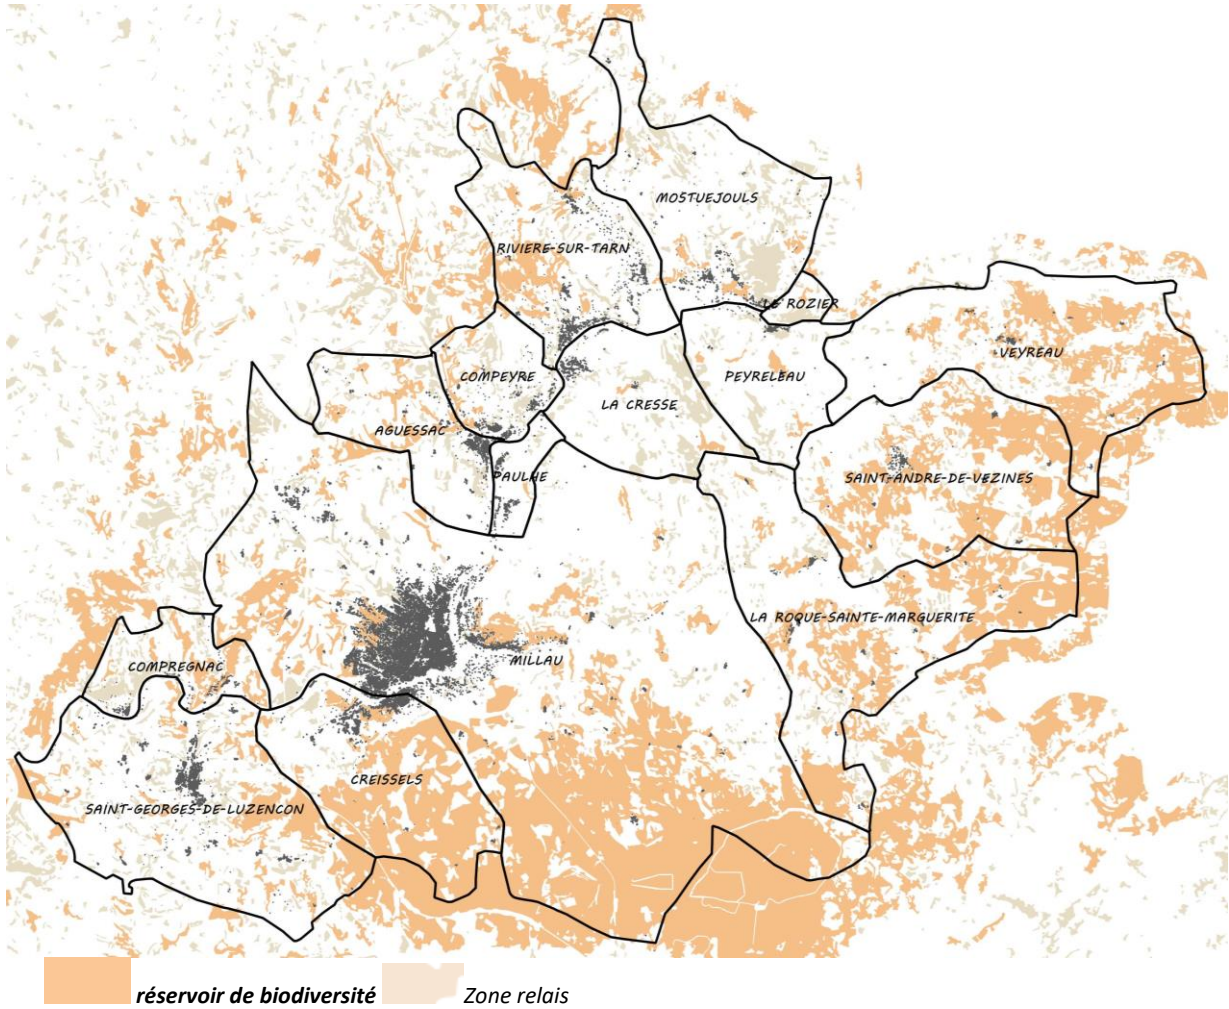 MOSTUEJOULS
RIVIERE-SUR-TARN
LE ROZIER
VEYREAU
COMPEYRE
PEYRELEAU
LA CRESSE
AGUESSAC
PAULHE
SAINT-ANDRE-DE-VEZINES
LA ROQUE-SAINTE-MARGUERITE
MILLAU
COMPREGNAC
CREISSELS
SAINT-GEORGES-DE-LUZENCON
réservoir de biodiversité Zone relais